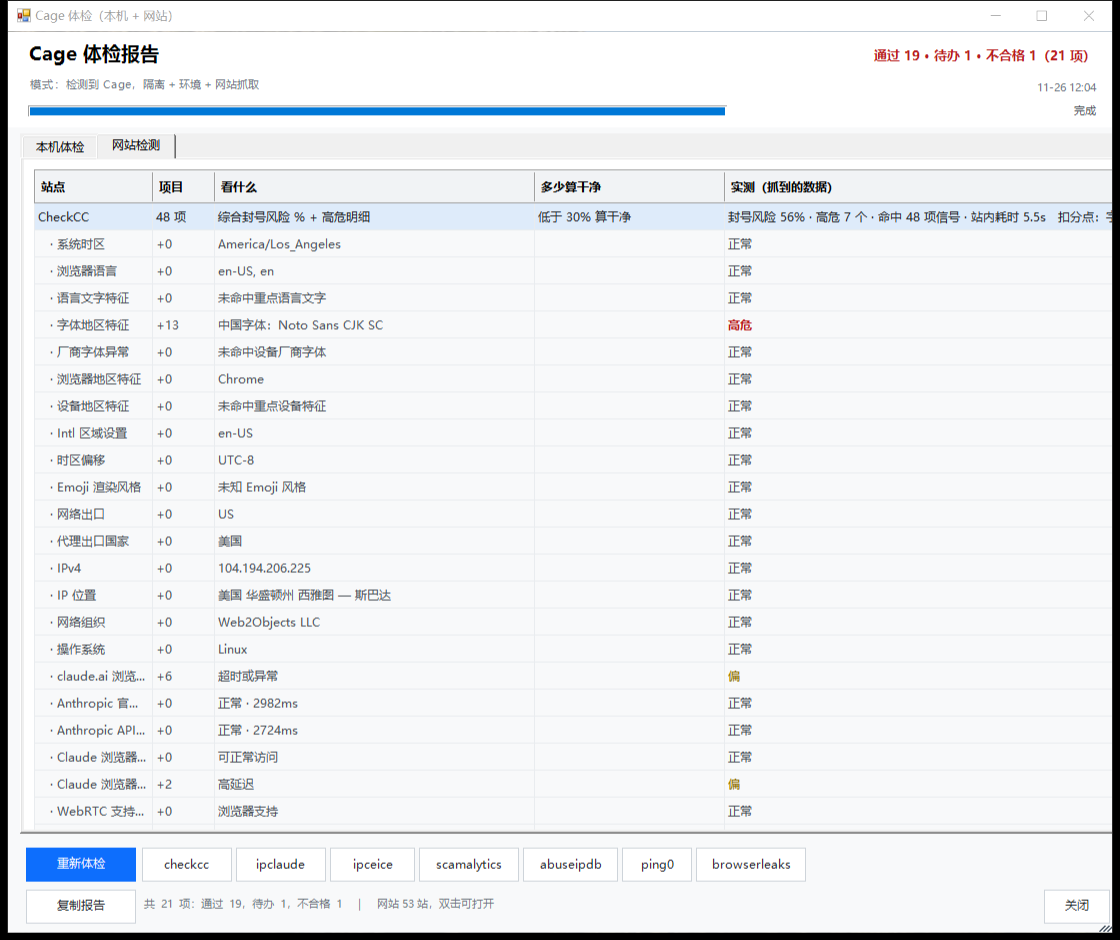 Cage 体检（本机 + 网站）
Cage 体检报告
通过 19 • 待办 1 • 不合格 1（21 项）
模式：检测到 Cage，隔离 + 环境 + 网站抓取
11-26 12:04
完成
本机体检 网站检测
站点 项目 看什么 多少算干净 实测（抓到的数据）
CheckCC 48 项 综合封号风险 % + 高危明细 低于 30% 算干净 封号风险 56% · 高危 7 个 · 命中 48 项信号 · 站内耗时 5.5s 扣分点：
· 系统时区 +0 America/Los_Angeles 正常
· 浏览器语言 +0 en-US, en 正常
· 语言文字特征 +0 未命中重点语言文字 正常
· 字体地区特征 +13 中国字体：Noto Sans CJK SC 高危
· 厂商字体异常 +0 未命中设备厂商字体 正常
· 浏览器地区特征 +0 Chrome 正常
· 设备地区特征 +0 未命中重点设备特征 正常
· Intl 区域设置 +0 en-US 正常
· 时区偏移 +0 UTC-8 正常
· Emoji 渲染风格 +0 未知 Emoji 风格 正常
· 网络出口 +0 US 正常
· 代理出口国家 +0 美国 正常
· IPv4 +0 104.194.206.225 正常
· IP 位置 +0 美国 华盛顿州 西雅图 — 斯巴达 正常
· 网络组织 +0 Web2Objects LLC 正常
· 操作系统 +0 Linux 正常
· claude.ai 浏览... +6 超时或异常 偏
· Anthropic 官... +0 正常 · 2982ms 正常
· Anthropic API... +0 正常 · 2724ms 正常
· Claude 浏览器... +0 可正常访问 正常
· Claude 浏览器... +2 高延迟 偏
· WebRTC 支持... +0 浏览器支持 正常
重新体检 checkcc ipclaude ipceice scamalytics abuseipdb ping0 browserleaks
复制报告 共 21 项：通过 19，待办 1，不合格 1 | 网站 53 站，双击可打开 关闭